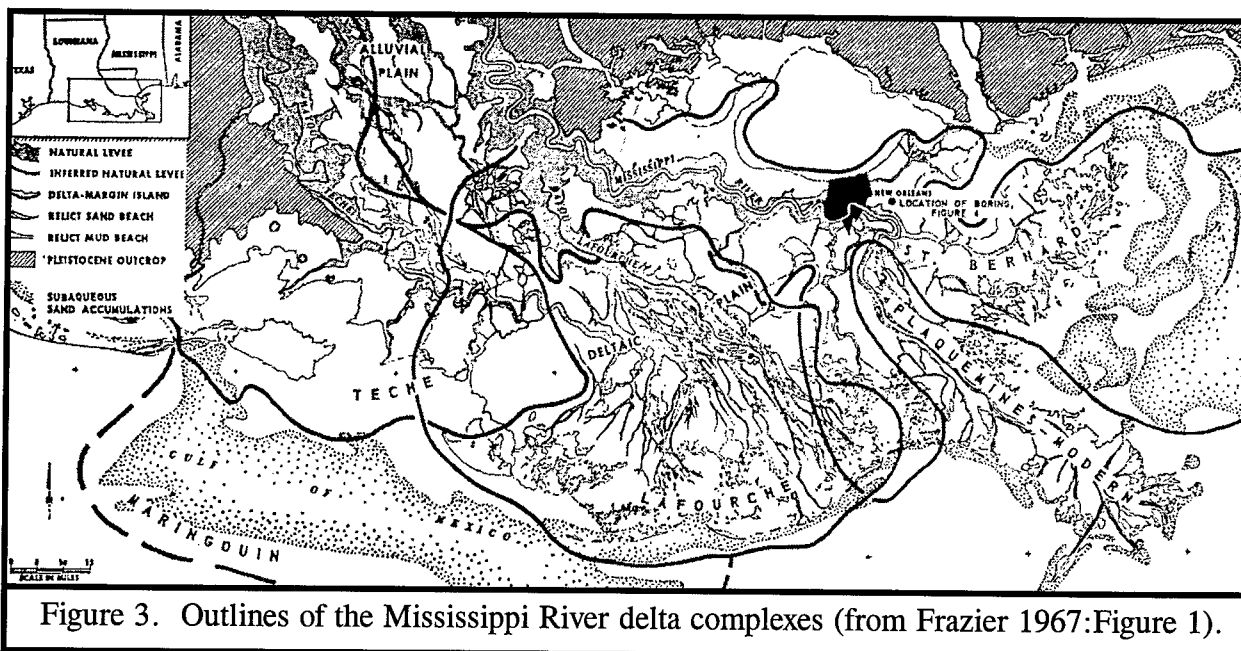 LOUISIANA
MISSISSIPPI
ALABAMA
TEXAS
NATURAL LEVEE
INFERRED NATURAL LEVEE
DELTA-MARGIN ISLAND
RELICT SAND BEACH
RELICT MUD BEACH
PLEISTOCENE OUTCROP
SUBAQUEOUS
SAND ACCUMULATIONS
ALLUVIAL
PLAIN
MISSISSIPPI
RIVER
NEW ORLEANS
LOCATION OF BORING,
FIGURE 4
ST. BERNARD
LAFOURCHE
PLAIN
DELTAIC
PLAQUEMINES-MODERN
TECHE
LAFOURCHE
GULF
OF
MEXICO
MARINGOUIN
SCALE IN MILES
Figure 3. Outlines of the Mississippi River delta complexes (from Frazier 1967:Figure 1).